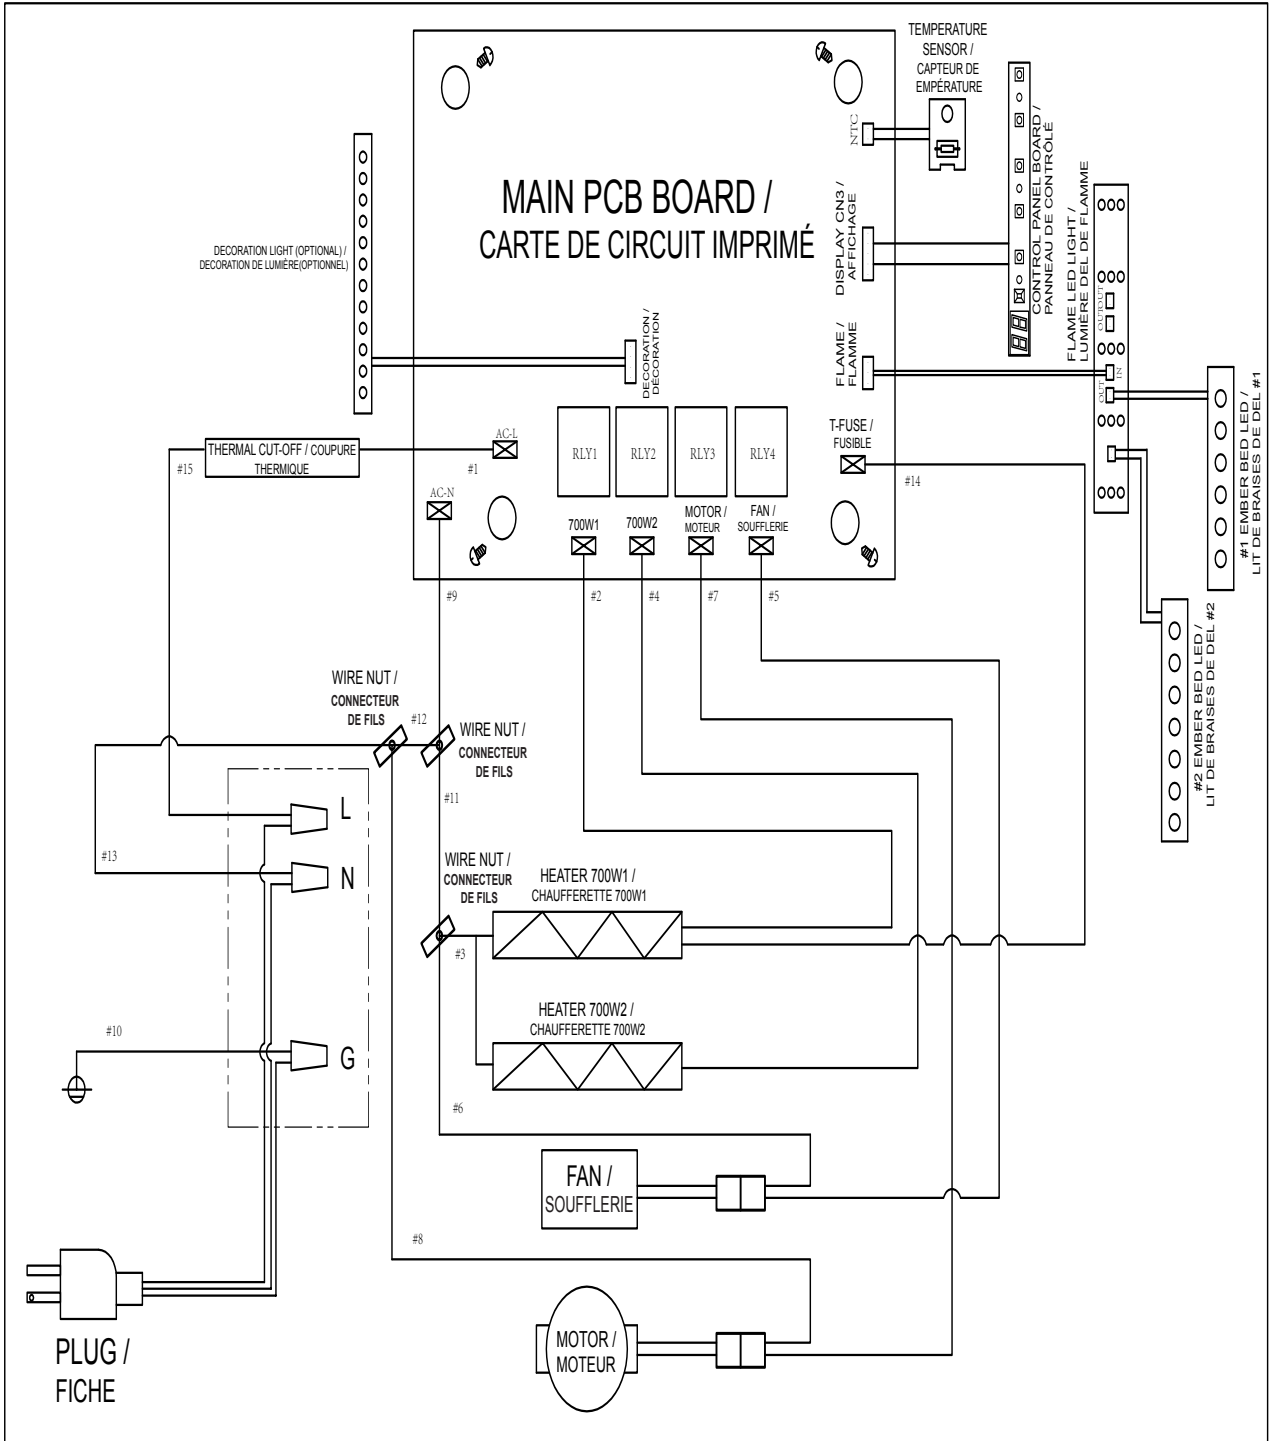 TEMPERATURE
SENSOR /
CAPTEUR DE
EMPÉRATURE
NTC
MAIN PCB BOARD /
CARTE DE CIRCUIT IMPRIMÉ
DISPLAY CN3 /
AFFICHAGE
CONTROL PANEL BOARD /
PANNEAU DE CONTRÔLÉ
FLAME LED LIGHT /
LUMIÈRE DEL DE FLAMME
OUT
OUT
IN
OUT
DECORATION LIGHT (OPTIONAL) /
DECORATION DE LUMIÈRE(OPTIONNEL)
DECORATION /
DÉCORATION
FLAME /
FLAMME
#1 EMBER BED LED /
LIT DE BRAISES DE DEL #1
#2 EMBER BED LED /
LIT DE BRAISES DE DEL #2
THERMAL CUT-OFF / COUPURE
THERMIQUE
#15
#1
AC-L
AC-N
RLY1
RLY2
RLY3
RLY4
T-FUSE /
FUSIBLE
#14
700W1
700W2
MOTOR /
MOTEUR
FAN /
SOUFFLERIE
#9
#2
#4
#7
#5
WIRE NUT /
CONNECTEUR
DE FILS
#12
WIRE NUT /
CONNECTEUR
DE FILS
#11
L
#13
N
WIRE NUT /
CONNECTEUR
DE FILS
#3
HEATER 700W1 /
CHAUFFERETTE 700W1
HEATER 700W2 /
CHAUFFERETTE 700W2
#10
G
#6
FAN /
SOUFFLERIE
#8
MOTOR /
MOTEUR
PLUG /
FICHE